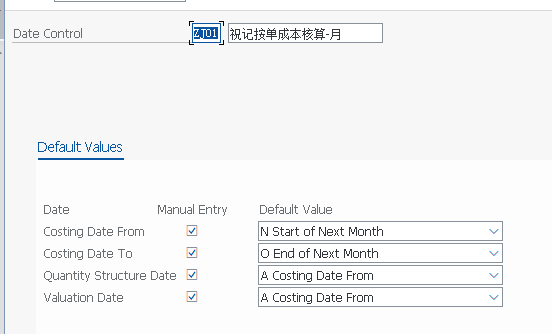 Date Control ZJ01 祝记按单成本核算-月
Default Values
Date Manual Entry Default Value
Costing Date From N Start of Next Month
Costing Date To O End of Next Month
Quantity Structure Date A Costing Date From
Valuation Date A Costing Date From